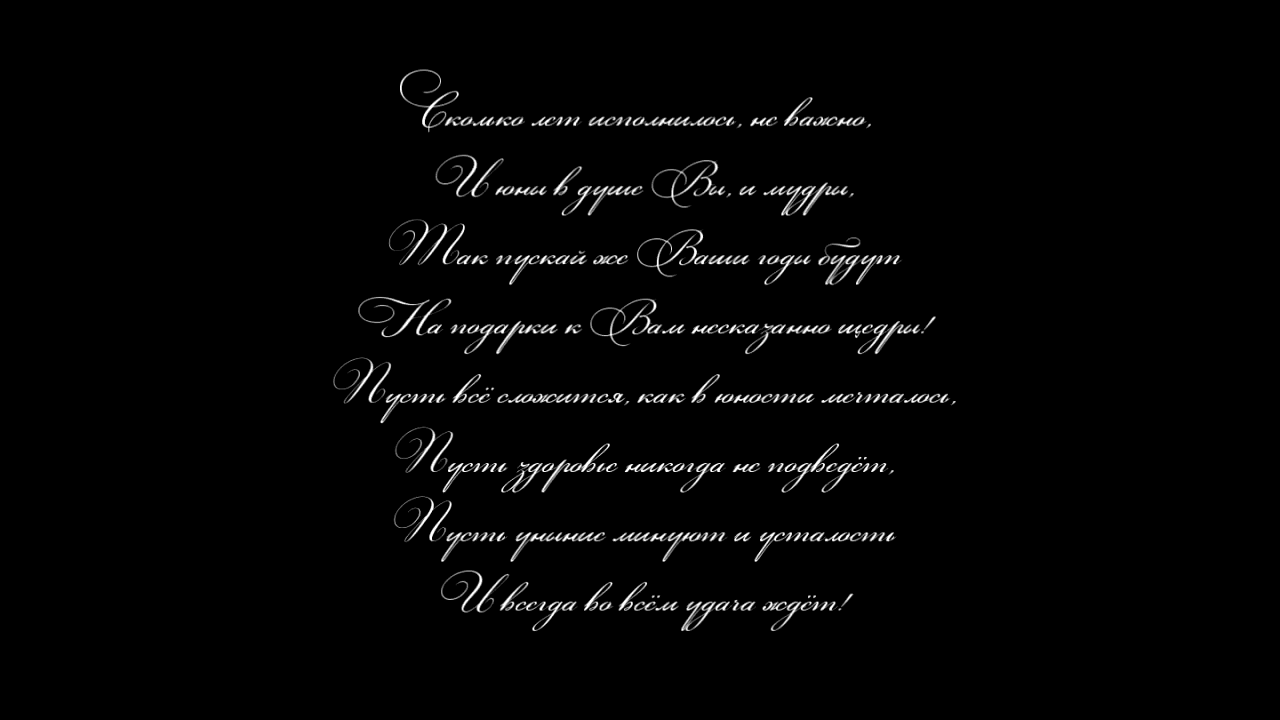 Сколько лет исполнилось, не важно,
И юны в душе Вы, и мудры,
Так пускай же Ваши годы будут
На подарки к Вам несказанно щедры!
Пусть всё сложится, как в юности мечталось,
Пусть здоровье никогда не подведёт,
Пусть уныние минуют и усталость
И всегда во всём удача ждёт!